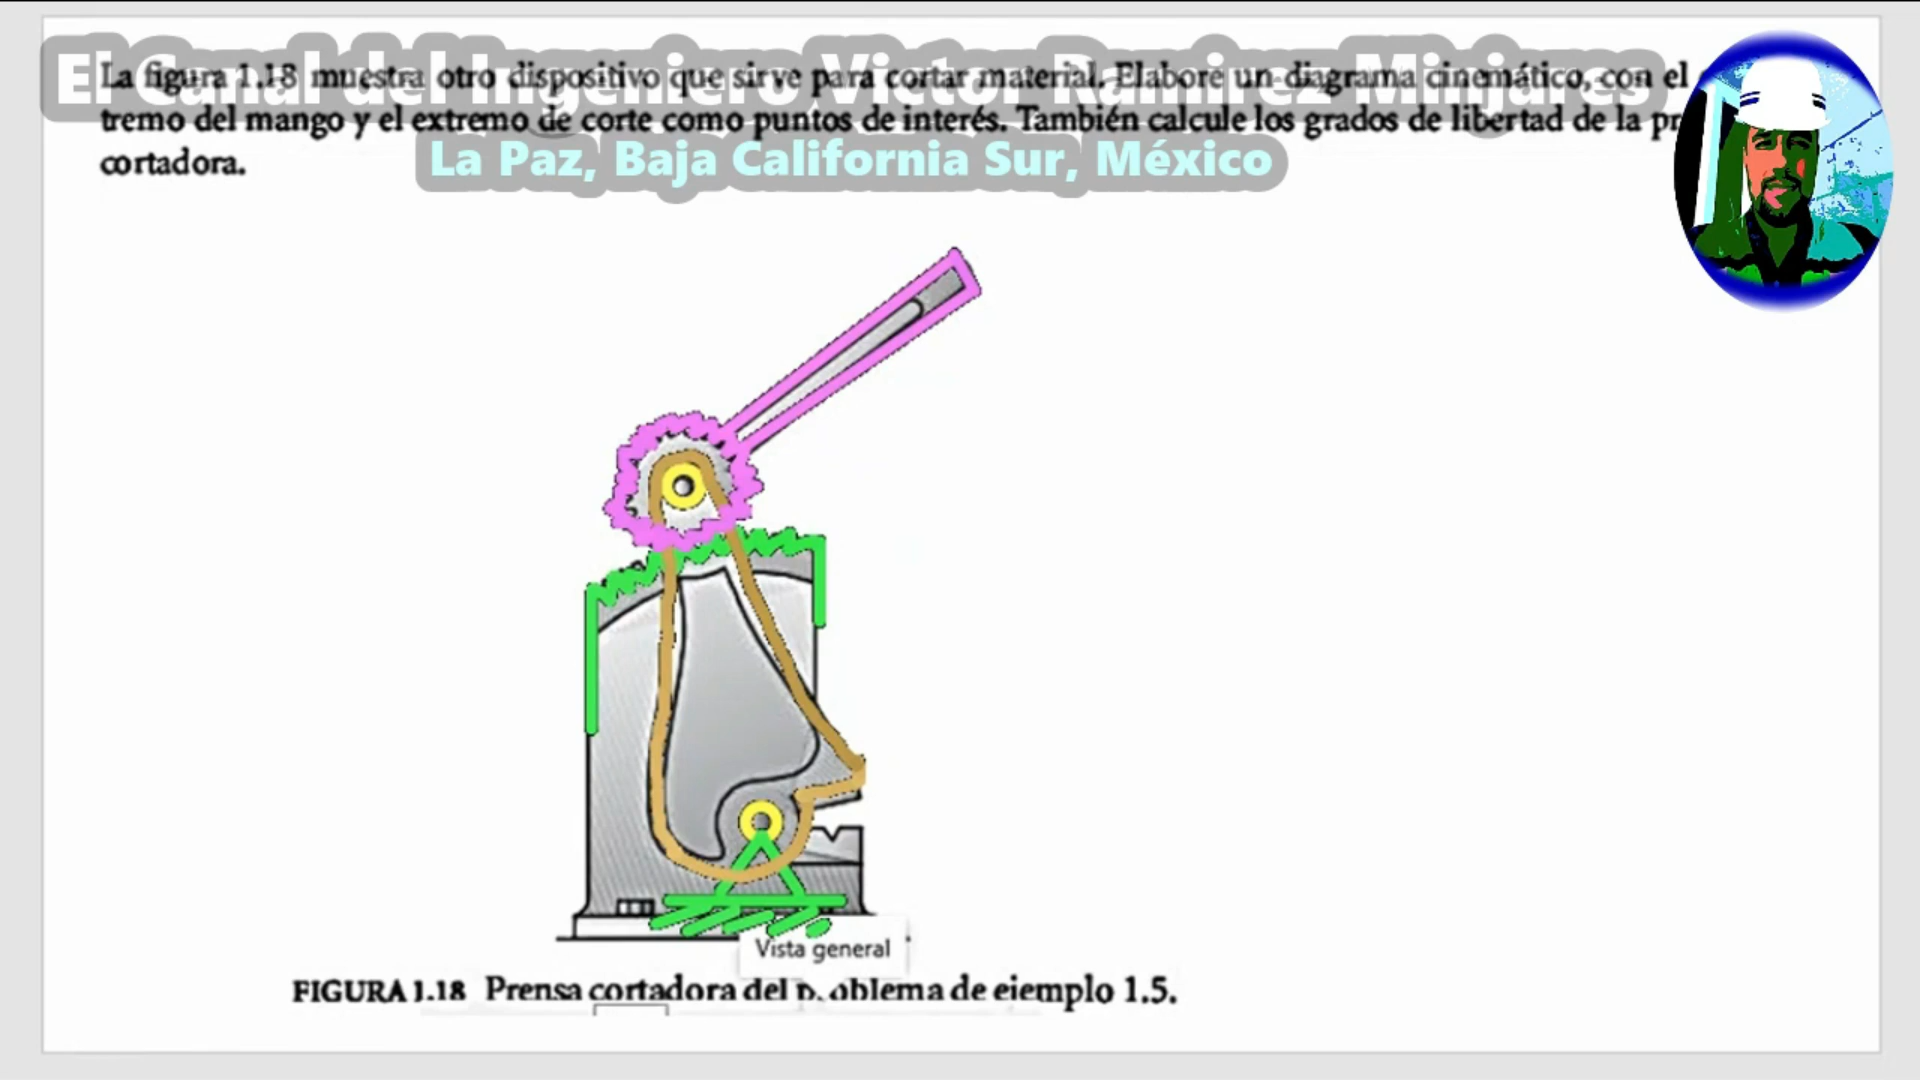 El Canal del Ingeniero Victor Ramirez Minjares
La figura 1.18 muestra otro dispositivo que sirve para cortar material. Elabore un diagrama cinemático, con el
tremo del mango y el extremo de corte como puntos de interés. También calcule los grados de libertad de la
cortadora.
La Paz, Baja California Sur, México
Vista general
FIGURA 1.18 Prensa cortadora del problema de ejemplo 1.5.